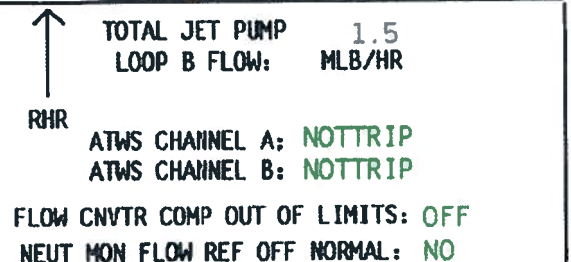 TOTAL JET PUMP 1.5
LOOP B FLOW: MLB/HR
RHR
ATWS CHANNEL A: NOTTRIP
ATWS CHANNEL B: NOTTRIP
FLOW CNVTR COMP OUT OF LIMITS: OFF
NEUT MON FLOW REF OFF NORMAL: NO